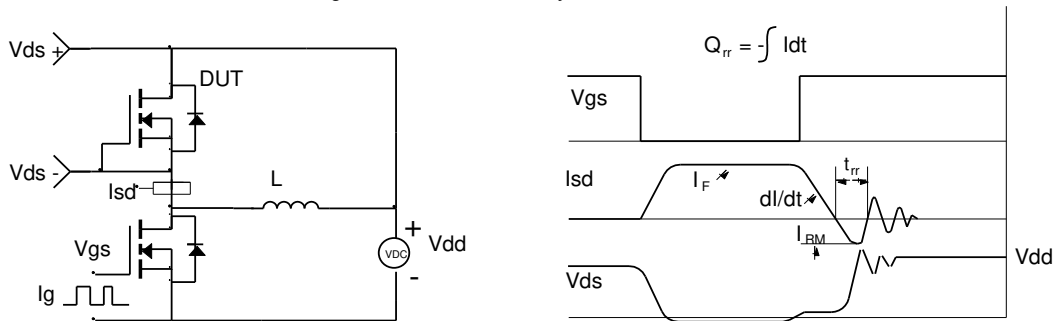 Vds +
DUT
Vds -
Isd
L
Vgs
Ig
+
VDC
-
Vdd
Qrr = - ∫ Idt
Vgs
Isd
IF
dI/dt
trr
IRM
Vds
Vdd